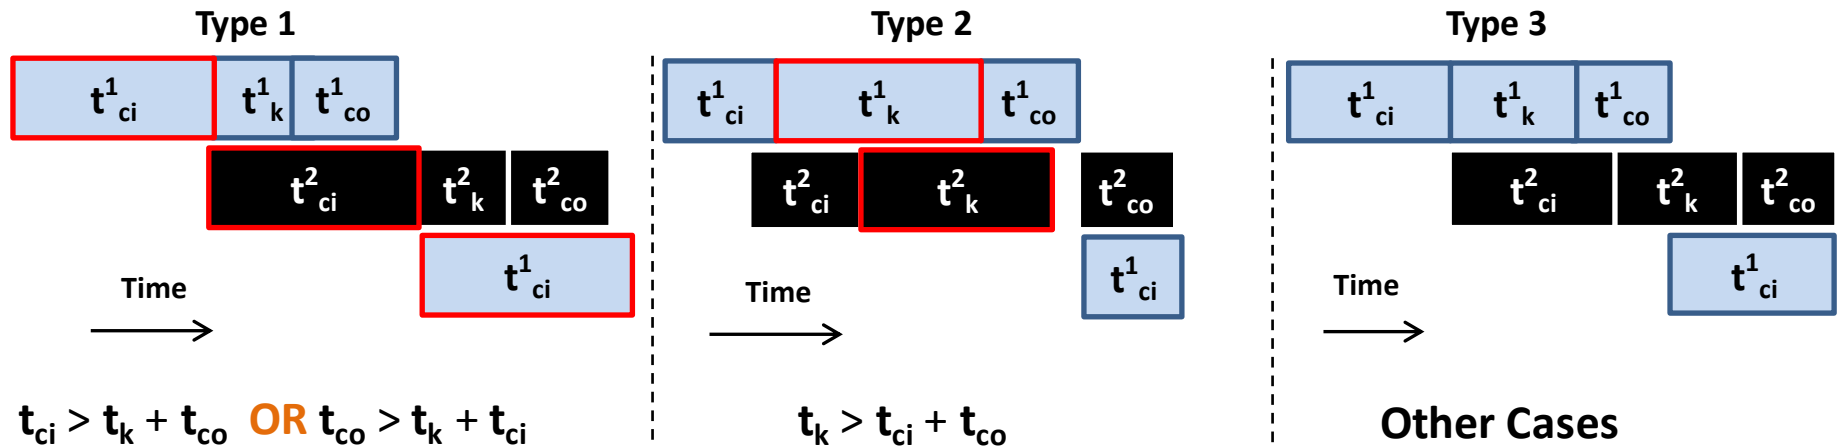 Type 1
t¹ci t¹k t¹co
t²ci t²k t²co
t¹ci
Time
tci > tk + tco OR tco > tk + tci
Type 2
t¹ci t¹k t¹co
t²ci t²k t²co
t¹ci
Time
tk > tci + tco
Type 3
t¹ci t¹k t¹co
t²ci t²k t²co
t¹ci
Time
Other Cases